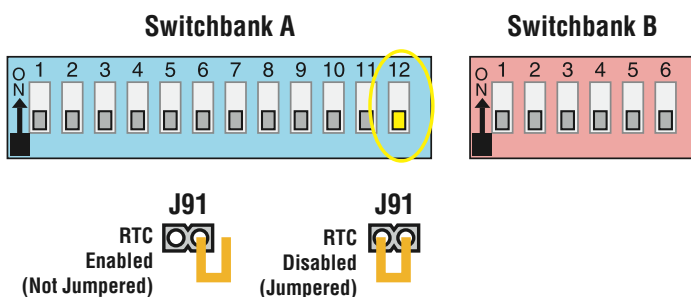 Switchbank A
ON 1 2 3 4 5 6 7 8 9 10 11 12
Switchbank B
ON 1 2 3 4 5 6
J91
RTC
Enabled
(Not Jumpered)
J91
RTC
Disabled
(Jumpered)